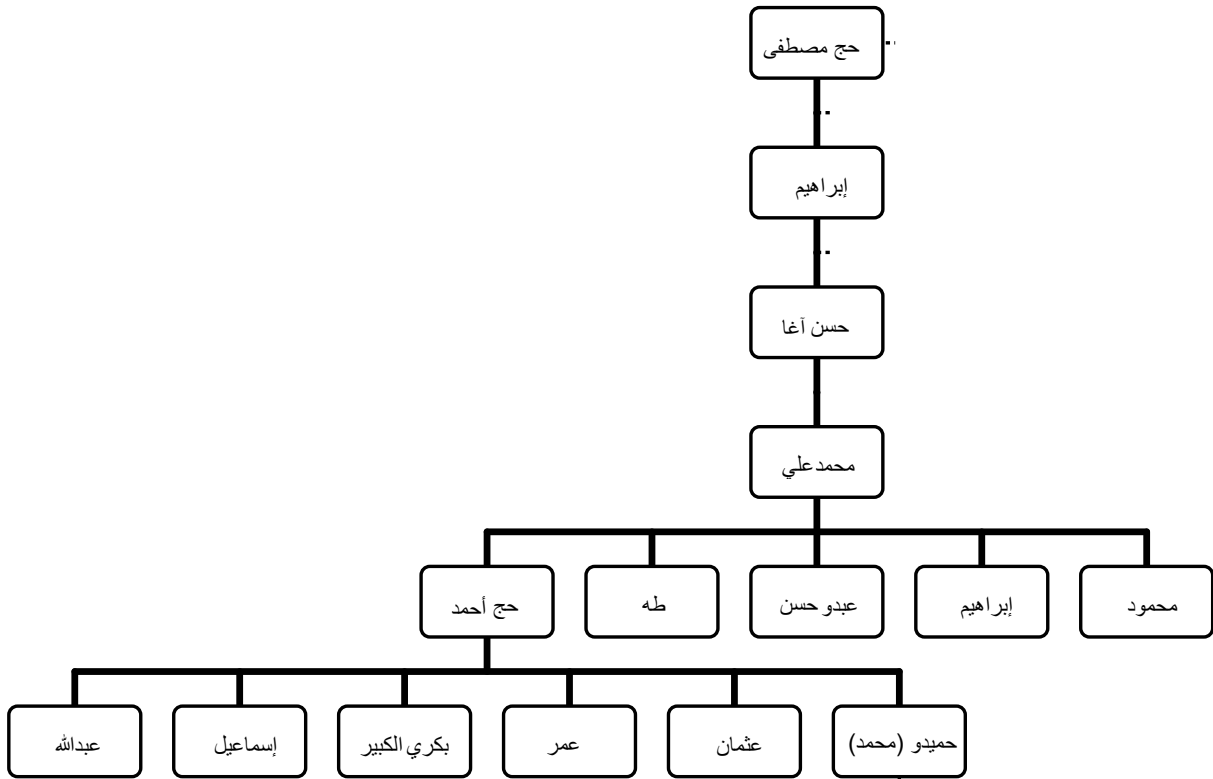 حج مصطفى
إبراهيم
حسن آغا
محمدعلي
محمود
إبراهيم
عبدو حسن
طه
حج أحمد
حميدو (محمد)
عثمان
عمر
بكري الكبير
إسماعيل
عبدالله